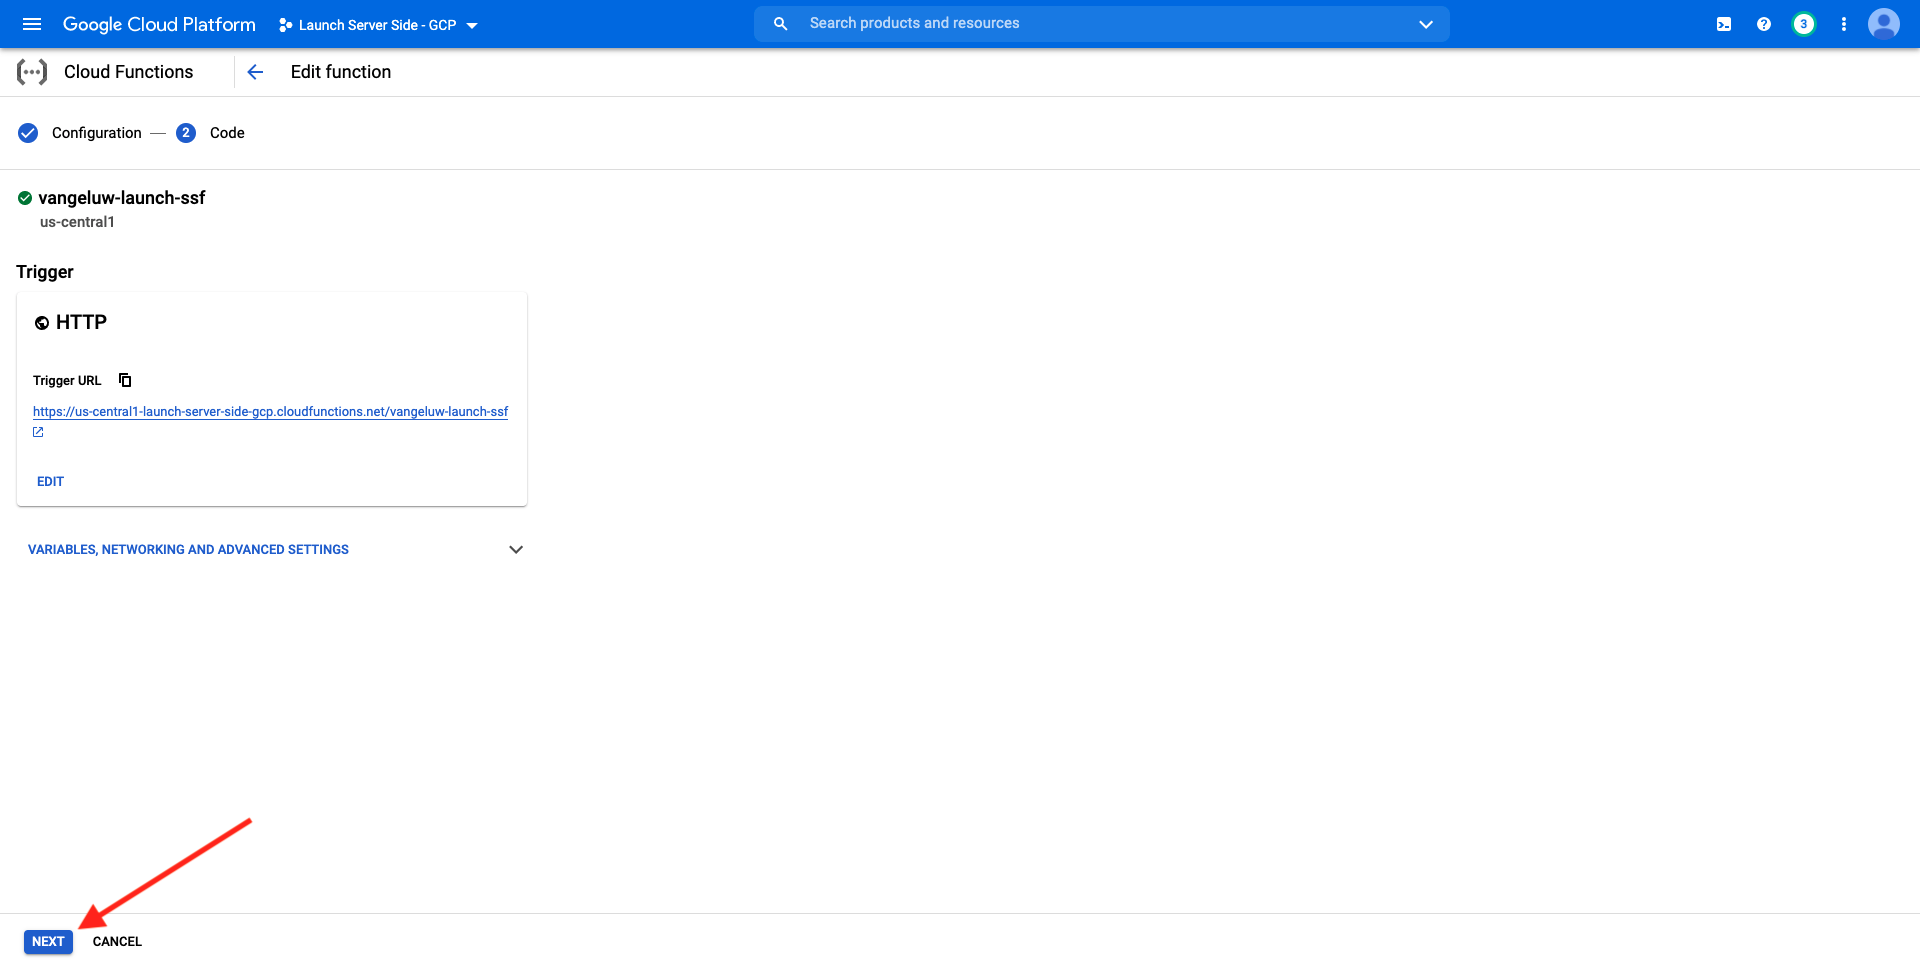 Google Cloud Platform
Launch Server Side - GCP
Search products and resources
3
Cloud Functions
Edit function
Configuration
2
Code
vangeluw-launch-ssf
us-central1
Trigger
HTTP
Trigger URL
https://us-central1-launch-server-side-gcp.cloudfunctions.net/vangeluw-launch-ssf
EDIT
VARIABLES, NETWORKING AND ADVANCED SETTINGS
NEXT
CANCEL